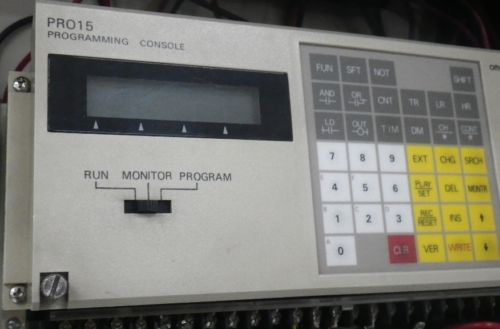 PRO15
PROGRAMMING CONSOLE
RUN MONITOR PROGRAM
FUN SFT NOT SHIFT
AND OR CNT TR LR HR
LD OUT TIM DM CH CONT
7 8 9 EXT CHG SRCH
4 5 6 PLAY SET DEL MONTR
1 2 3 REC RESET INS ↑
0 CLR VER WRITE ↓